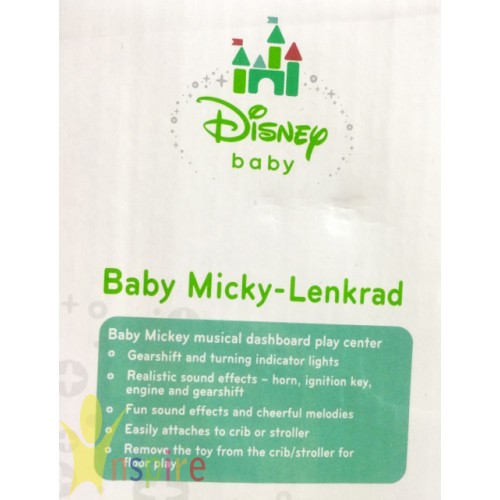 Disney
baby
Baby Micky-Lenkrad
Baby Mickey musical dashboard play center
Gearshift and turning indicator lights
Realistic sound effects – horn, ignition key,
engine and gearshift
Fun sound effects and cheerful melodies
Easily attaches to crib or stroller
Remove the toy from the crib/stroller for
floor play
nspire